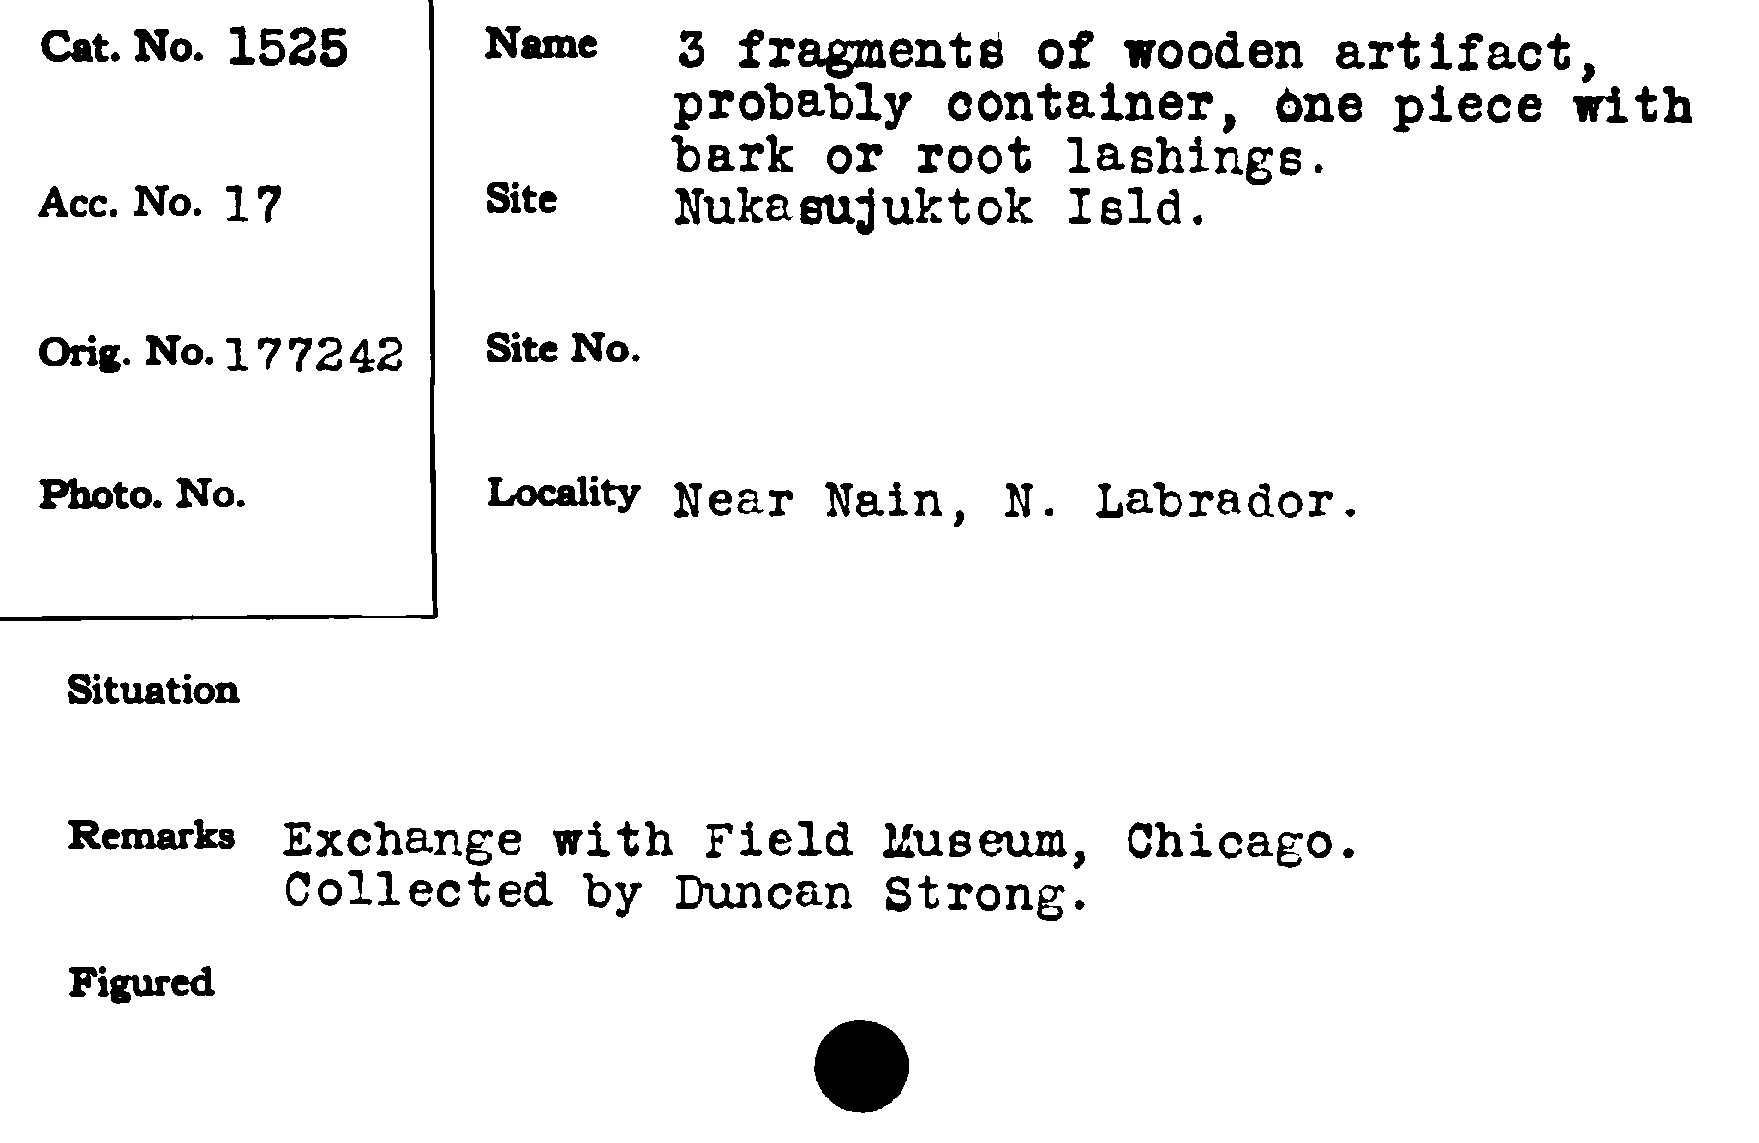 Cat. No. 1525
Name 3 fragments of wooden artifact,
probably container, one piece with
bark or root lashings.
Acc. No. 17
Site Nukasujuktok Isld.
Orig. No. 177242
Site No.
Photo. No.
Locality Near Nain, N. Labrador.
Situation
Remarks Exchange with Field Museum, Chicago.
Collected by Duncan Strong.
Figured